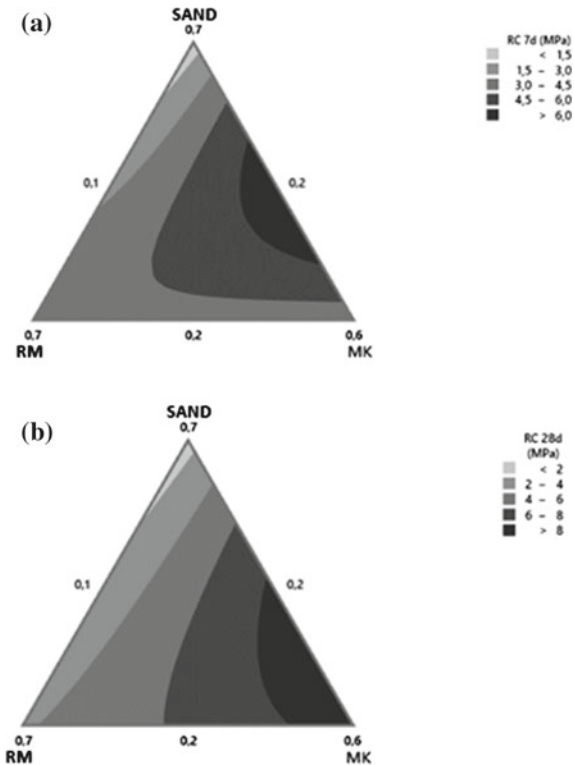 (a)
SAND
0,7
RC 7d (MPa)
< 1,5
1,5 – 3,0
3,0 – 4,5
4,5 – 6,0
> 6,0
0,1
0,2
0,7
0,2
0,6
RM
MK
(b)
SAND
0,7
RC 28d
(MPa)
< 2
2 – 4
4 – 6
6 – 8
> 8
0,1
0,2
0,7
0,2
0,6
RM
MK